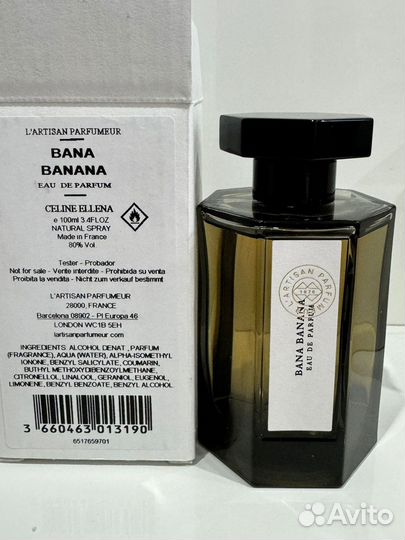 L'ARTISAN PARFUMEUR
BANA
BANANA
EAU DE PARFUM
CELINE ELLENA
e 100ml 3.4FLOZ
NATURAL SPRAY
Made in France
80% Vol
Tester - Probador
Not for sale - Vente interdite - Prohibida su venta
Proibita la vendita - Nicht zum verkauf bestimmt
L'ARTISAN PARFUMEUR
28000, FRANCE
Barcelona 08902 - Pl Europa 46
LONDON WC1B 5EH
lartisanparfumeur.com
INGREDIENTS: ALCOHOL DENAT , PARFUM
(FRAGRANCE), AQUA (WATER), ALPHA-ISOMETHYL
IONONE, BENZYL SALICYLATE, COUMARIN,
BUTHYL METHOXYDIBENZOYLMETHANE,
CITRONELLOL, LINALOOL, GERANIOL, EUGENOL,
LIMONENE, BENZYL BENZOATE, BENZYL ALCOHOL
3 660463 013190
6517659701
L'ARTISAN PARFUM
1976
BANA BANANA
EAU DE PARFUM
Avito